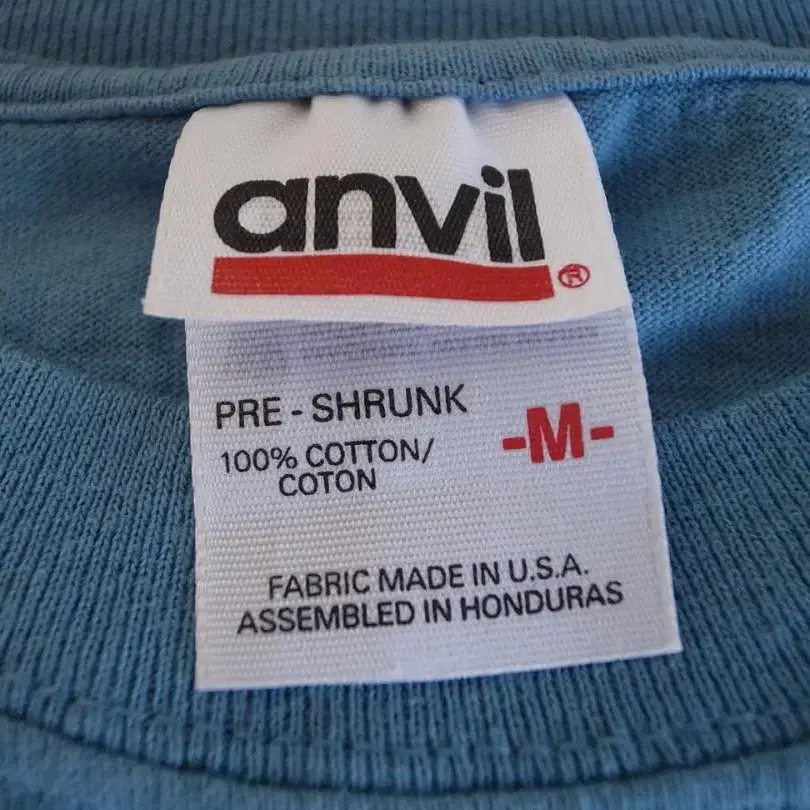 anvil ®
PRE - SHRUNK
-M-
100% COTTON/
COTON
FABRIC MADE IN U.S.A.
ASSEMBLED IN HONDURAS